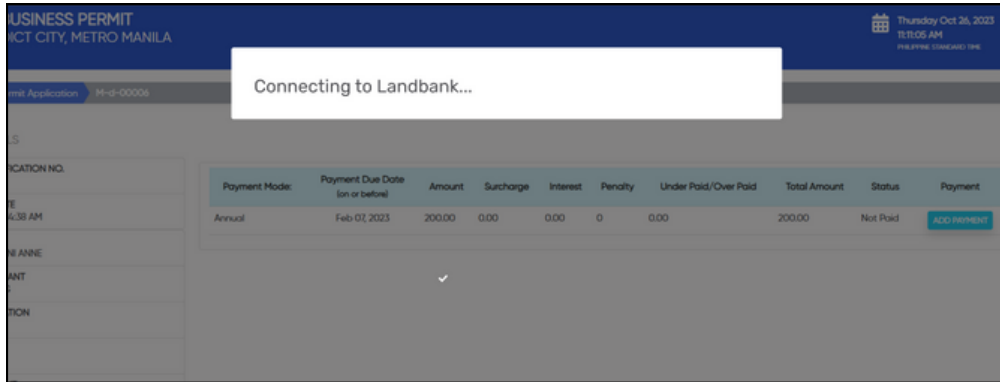 USINESS PERMIT
ICT CITY, METRO MANILA
Thursday Oct 26, 2023
11:11:05 AM
PHILIPPINE STANDARD TIME
Connecting to Landbank...
mit Application M-d-00006
LS
ICATION NO.
TE
4:38 AM
NI ANNE
ANT
TION
Payment Mode: Payment Due Date (on or before) Amount Surcharge Interest Penalty Under Paid/Over Paid Total Amount Status Payment
Annual Feb 07, 2023 200.00 0.00 0.00 0 0.00 200.00 Not Paid ADD PAYMENT